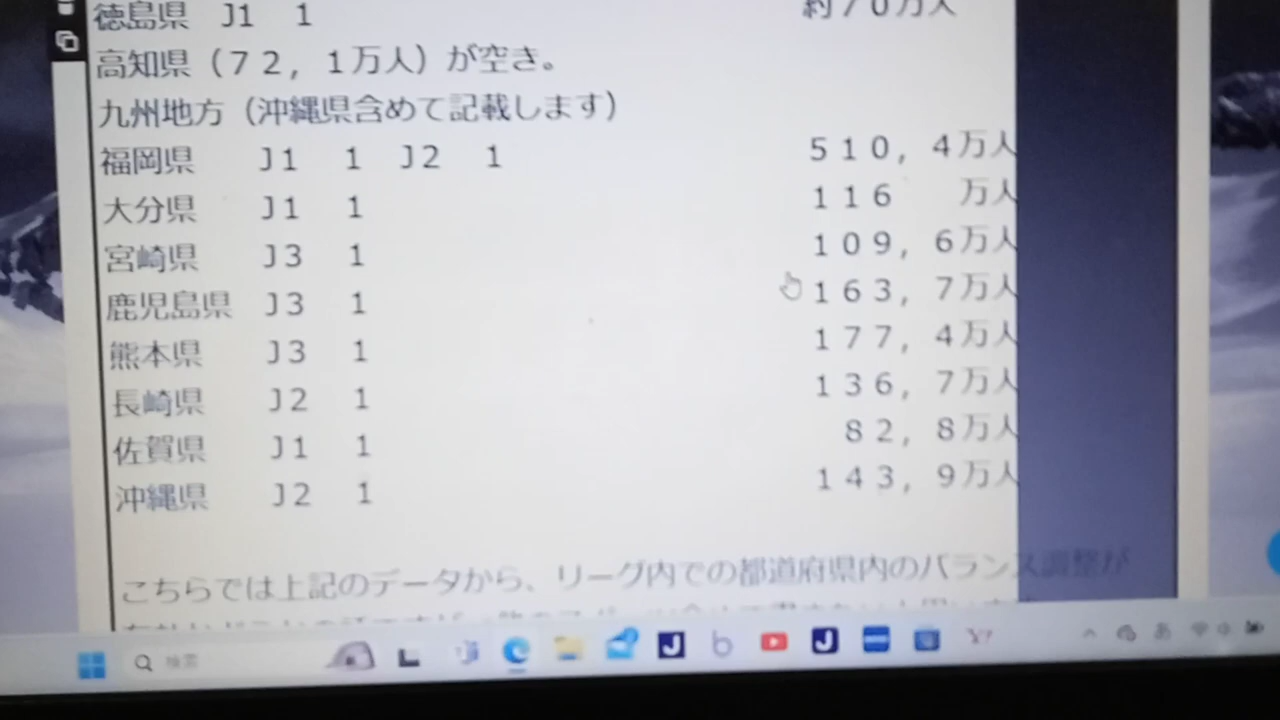 徳島県 J1 1 約70万人
高知県（72，1万人）が空き。
九州地方（沖縄県含めて記載します）
福岡県 J1 1 J2 1 510，4万人
大分県 J1 1 116 万人
宮崎県 J3 1 109，6万人
鹿児島県 J3 1 163，7万人
熊本県 J3 1 177，4万人
長崎県 J2 1 136，7万人
佐賀県 J1 1 82，8万人
沖縄県 J2 1 143，9万人
こちらでは上記のデータから、リーグ内での都道府県内のバランス調整が
検索